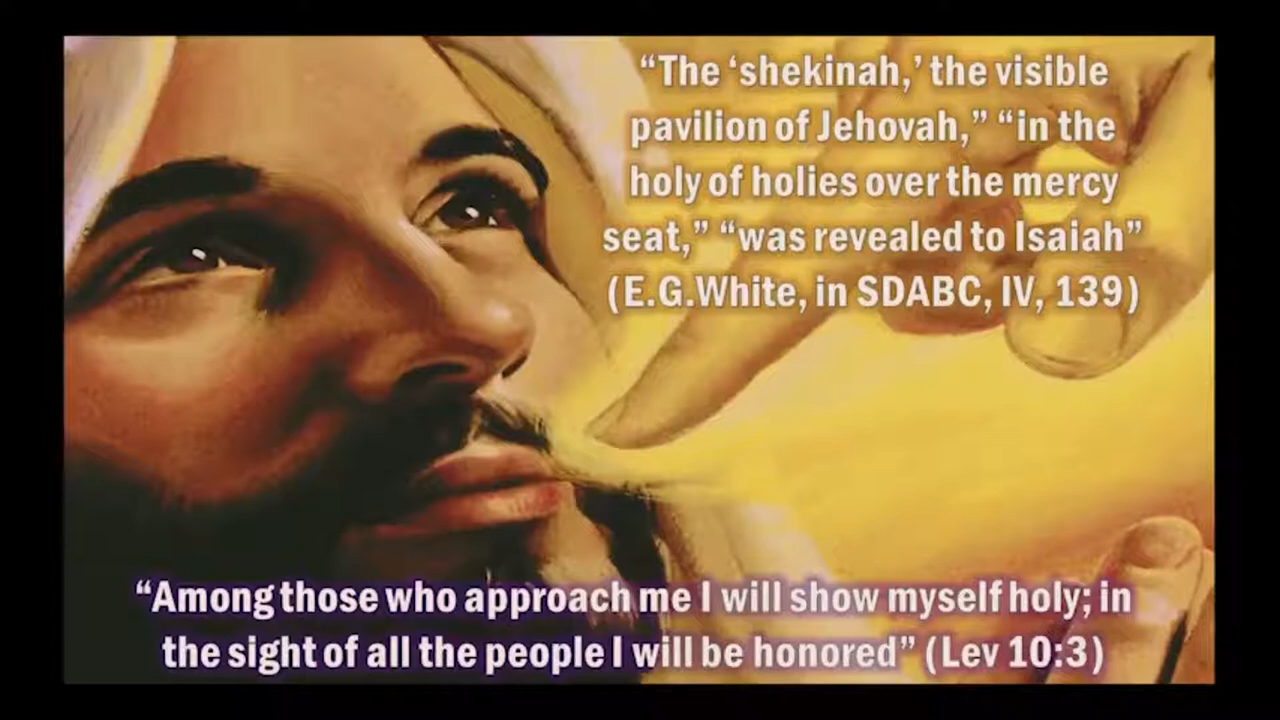 “The ‘shekinah,’ the visible
pavilion of Jehovah,” “in the
holy of holies over the mercy
seat,” “was revealed to Isaiah”
(E.G.White, in SDABC, IV, 139)
“Among those who approach me I will show myself holy; in
the sight of all the people I will be honored” (Lev 10:3)